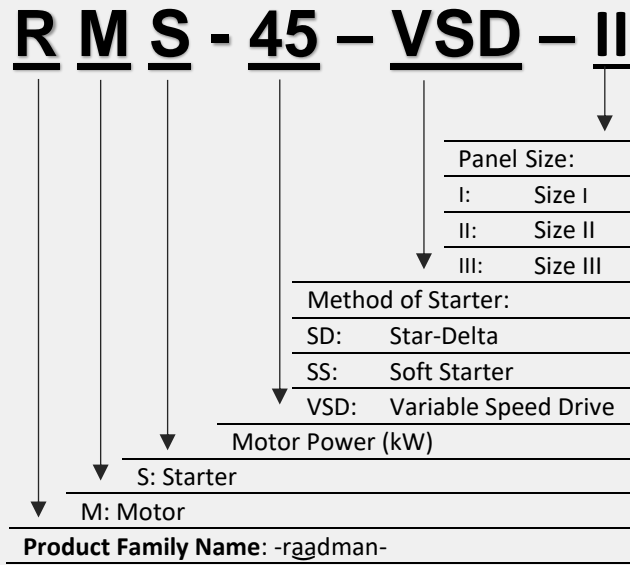 R M S - 45 – VSD – II
Panel Size:
I: Size I
II: Size II
III: Size III
Method of Starter:
SD: Star-Delta
SS: Soft Starter
VSD: Variable Speed Drive
Motor Power (kW)
S: Starter
M: Motor
Product Family Name: -raadman-